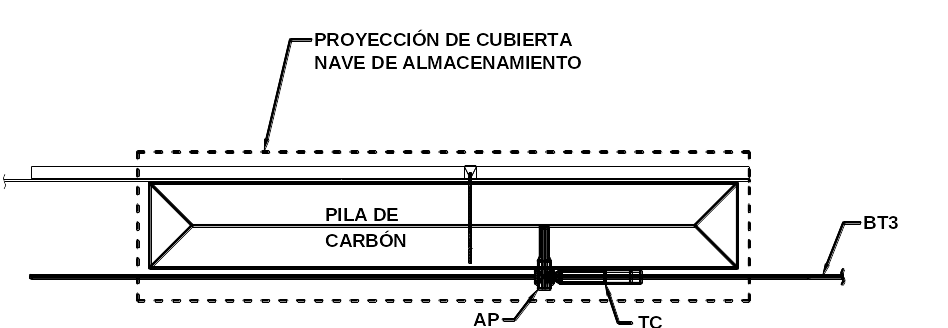 PROYECCIÓN DE CUBIERTA
NAVE DE ALMACENAMIENTO
PILA DE
CARBÓN
BT3
AP
TC